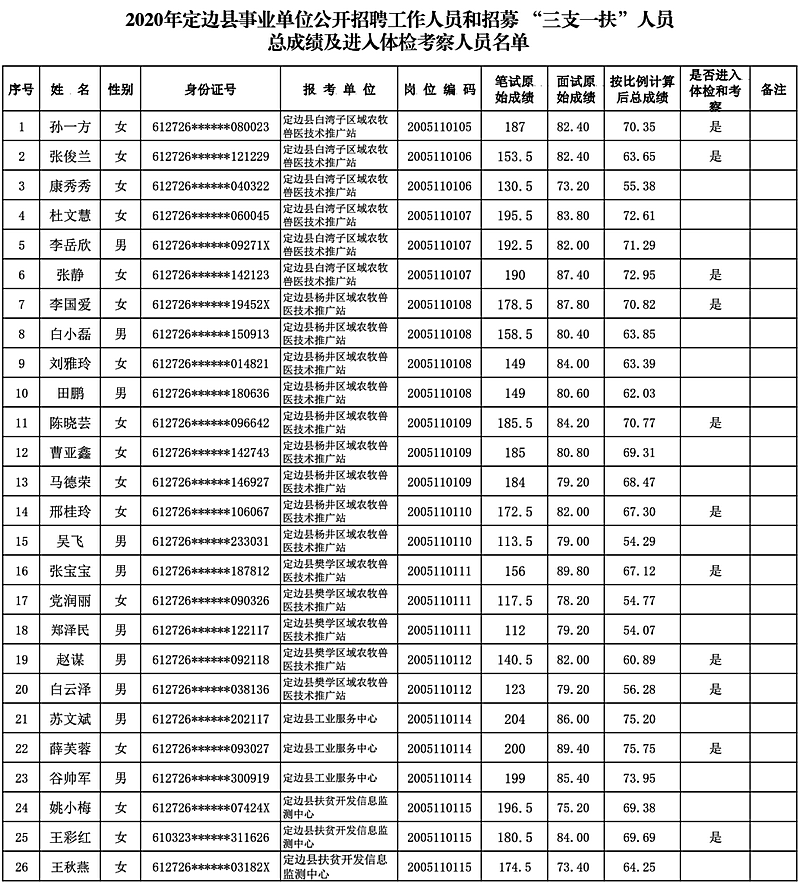 2020年定边县事业单位公开招聘工作人员和招募 “三支一扶”人员
总成绩及进入体检考察人员名单
序号 姓 名 性别 身份证号 报 考 单 位 岗 位 编 码 笔试原始成绩 面试原始成绩 按比例计算后总成绩 是否进入体检和考察 备注
1 孙一方 女 612726******080023 定边县白湾子区域农牧兽医技术推广站 2005110105 187 82.40 70.35 是
2 张俊兰 女 612726******121229 定边县白湾子区域农牧兽医技术推广站 2005110106 153.5 82.40 63.65 是
3 康秀秀 女 612726******040322 定边县白湾子区域农牧兽医技术推广站 2005110106 130.5 73.20 55.38
4 杜文慧 女 612726******060045 定边县白湾子区域农牧兽医技术推广站 2005110107 195.5 83.80 72.61
5 李岳欣 男 612726******09271X 定边县白湾子区域农牧兽医技术推广站 2005110107 192.5 82.00 71.29
6 张静 女 612726******142123 定边县白湾子区域农牧兽医技术推广站 2005110107 190 87.40 72.95 是
7 李国爱 女 612726******19452X 定边县杨井区域农牧兽医技术推广站 2005110108 178.5 87.80 70.82 是
8 白小磊 男 612726******150913 定边县杨井区域农牧兽医技术推广站 2005110108 158.5 80.40 63.85
9 刘雅玲 女 612726******014821 定边县杨井区域农牧兽医技术推广站 2005110108 149 84.00 63.39
10 田鹏 男 612726******180636 定边县杨井区域农牧兽医技术推广站 2005110108 149 80.60 62.03
11 陈晓芸 女 612726******096642 定边县杨井区域农牧兽医技术推广站 2005110109 185.5 84.20 70.77 是
12 曹亚鑫 女 612726******142743 定边县杨井区域农牧兽医技术推广站 2005110109 185 80.80 69.31
13 马德荣 女 612726******146927 定边县杨井区域农牧兽医技术推广站 2005110109 184 79.20 68.47
14 邢桂玲 女 612726******106067 定边县杨井区域农牧兽医技术推广站 2005110110 172.5 82.00 67.30 是
15 吴飞 男 612726******233031 定边县杨井区域农牧兽医技术推广站 2005110110 113.5 79.00 54.29
16 张宝宝 男 612726******187812 定边县樊学区域农牧兽医技术推广站 2005110111 156 89.80 67.12 是
17 党润丽 女 612726******090326 定边县樊学区域农牧兽医技术推广站 2005110111 117.5 78.20 54.77
18 郑泽民 男 612726******122117 定边县樊学区域农牧兽医技术推广站 2005110111 112 79.20 54.07
19 赵谋 男 612726******092118 定边县樊学区域农牧兽医技术推广站 2005110112 140.5 82.00 60.89 是
20 白云泽 男 612726******038136 定边县樊学区域农牧兽医技术推广站 2005110112 123 79.20 56.28 是
21 苏文斌 男 612726******202117 定边县工业服务中心 2005110114 204 86.00 75.20
22 薛芙蓉 女 612726******093027 定边县工业服务中心 2005110114 200 89.40 75.75 是
23 谷帅军 男 612726******300919 定边县工业服务中心 2005110114 199 85.40 73.95
24 姚小梅 女 612726******07424X 定边县扶贫开发信息监测中心 2005110115 196.5 75.20 69.38
25 王彩红 女 610323******311626 定边县扶贫开发信息监测中心 2005110115 180.5 84.00 69.69 是
26 王秋燕 女 612726******03182X 定边县扶贫开发信息监测中心 2005110115 174.5 73.40 64.25